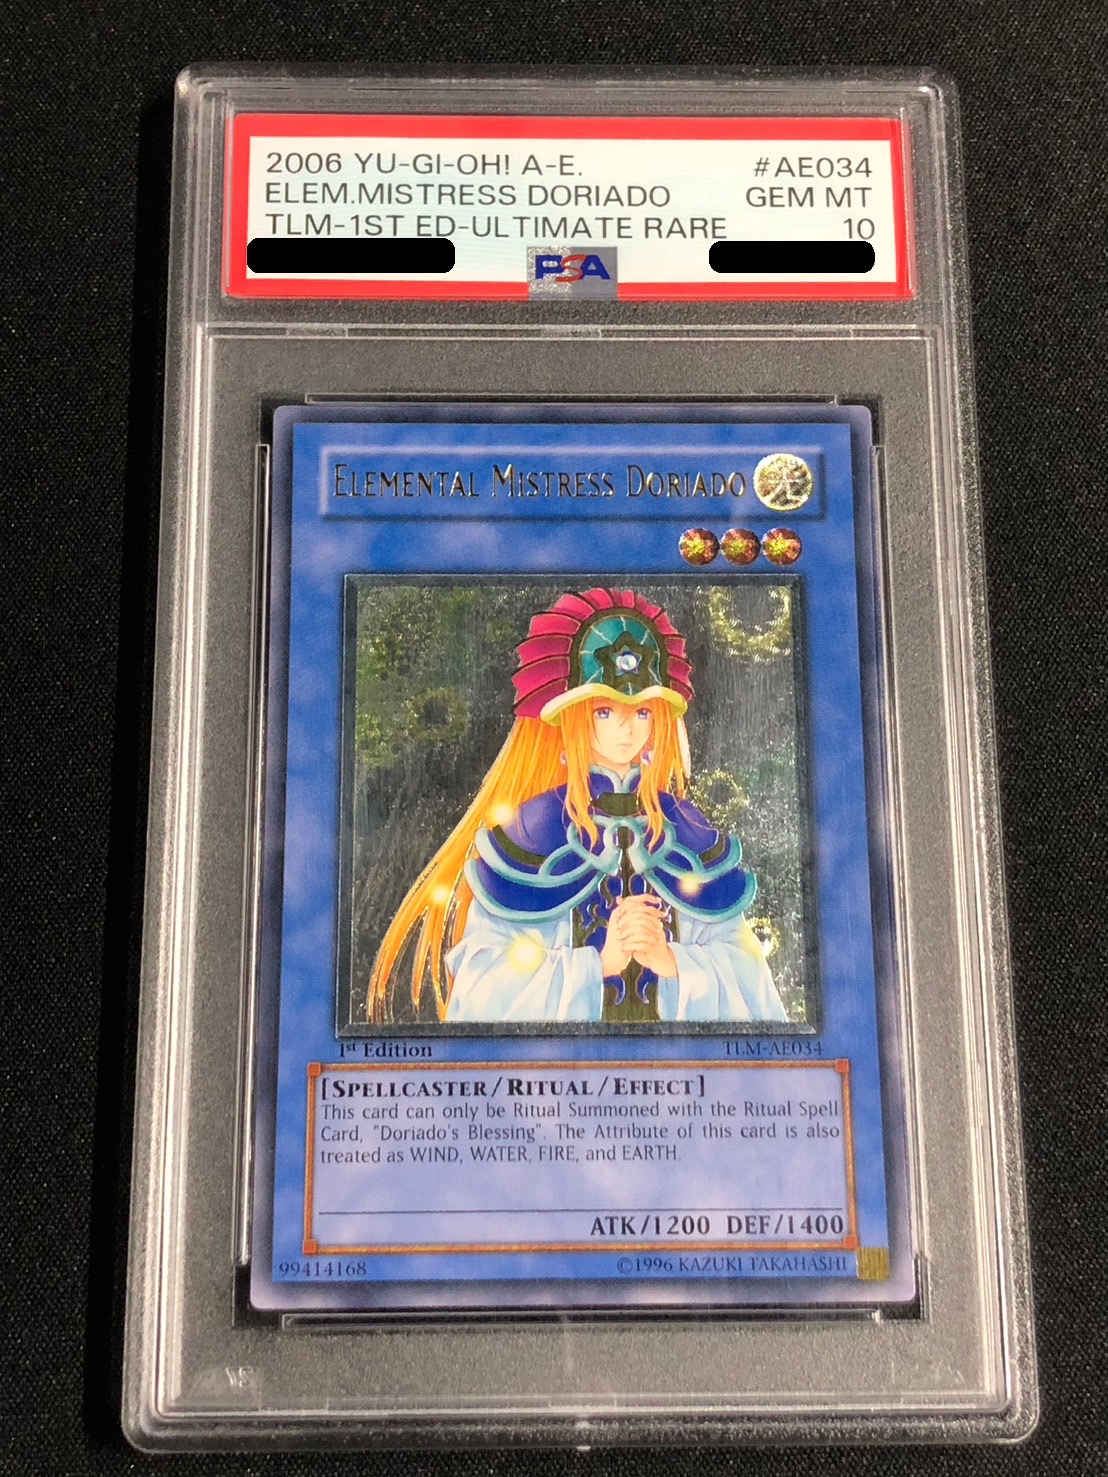 2006 YU-GI-OH! A-E. #AE034
ELEM.MISTRESS DORIADO GEM MT
TLM-1ST ED-ULTIMATE RARE 10
PSA
ELEMENTAL MISTRESS DORIADO 光
1st Edition TLM-AE034
[SPELLCASTER/RITUAL/EFFECT]
This card can only be Ritual Summoned with the Ritual Spell
Card, "Doriado's Blessing". The Attribute of this card is also
treated as WIND, WATER, FIRE, and EARTH.
ATK/1200 DEF/1400
99414168 ©1996 KAZUKI TAKAHASHI